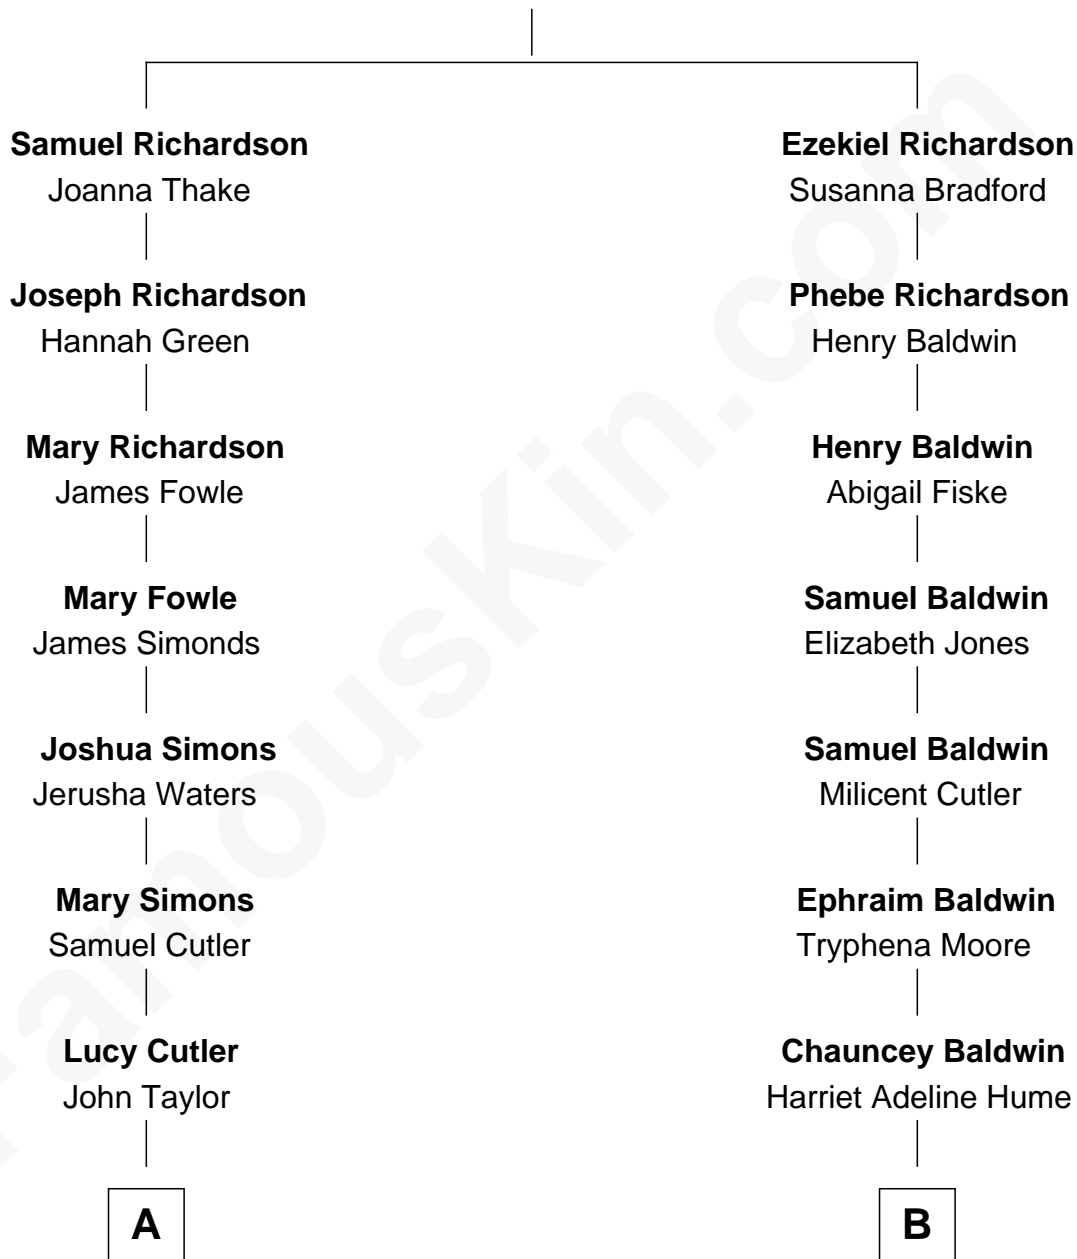 Samuel Richardson
Joanna Thake
Joseph Richardson
Hannah Green
Mary Richardson
James Fowle
Mary Fowle
James Simonds
Joshua Simons
Jerusha Waters
Mary Simons
Samuel Cutler
Lucy Cutler
John Taylor
A
Ezekiel Richardson
Susanna Bradford
Phebe Richardson
Henry Baldwin
Henry Baldwin
Abigail Fiske
Samuel Baldwin
Elizabeth Jones
Samuel Baldwin
Milicent Cutler
Ephraim Baldwin
Tryphena Moore
Chauncey Baldwin
Harriet Adeline Hume
B
FamousKin.com